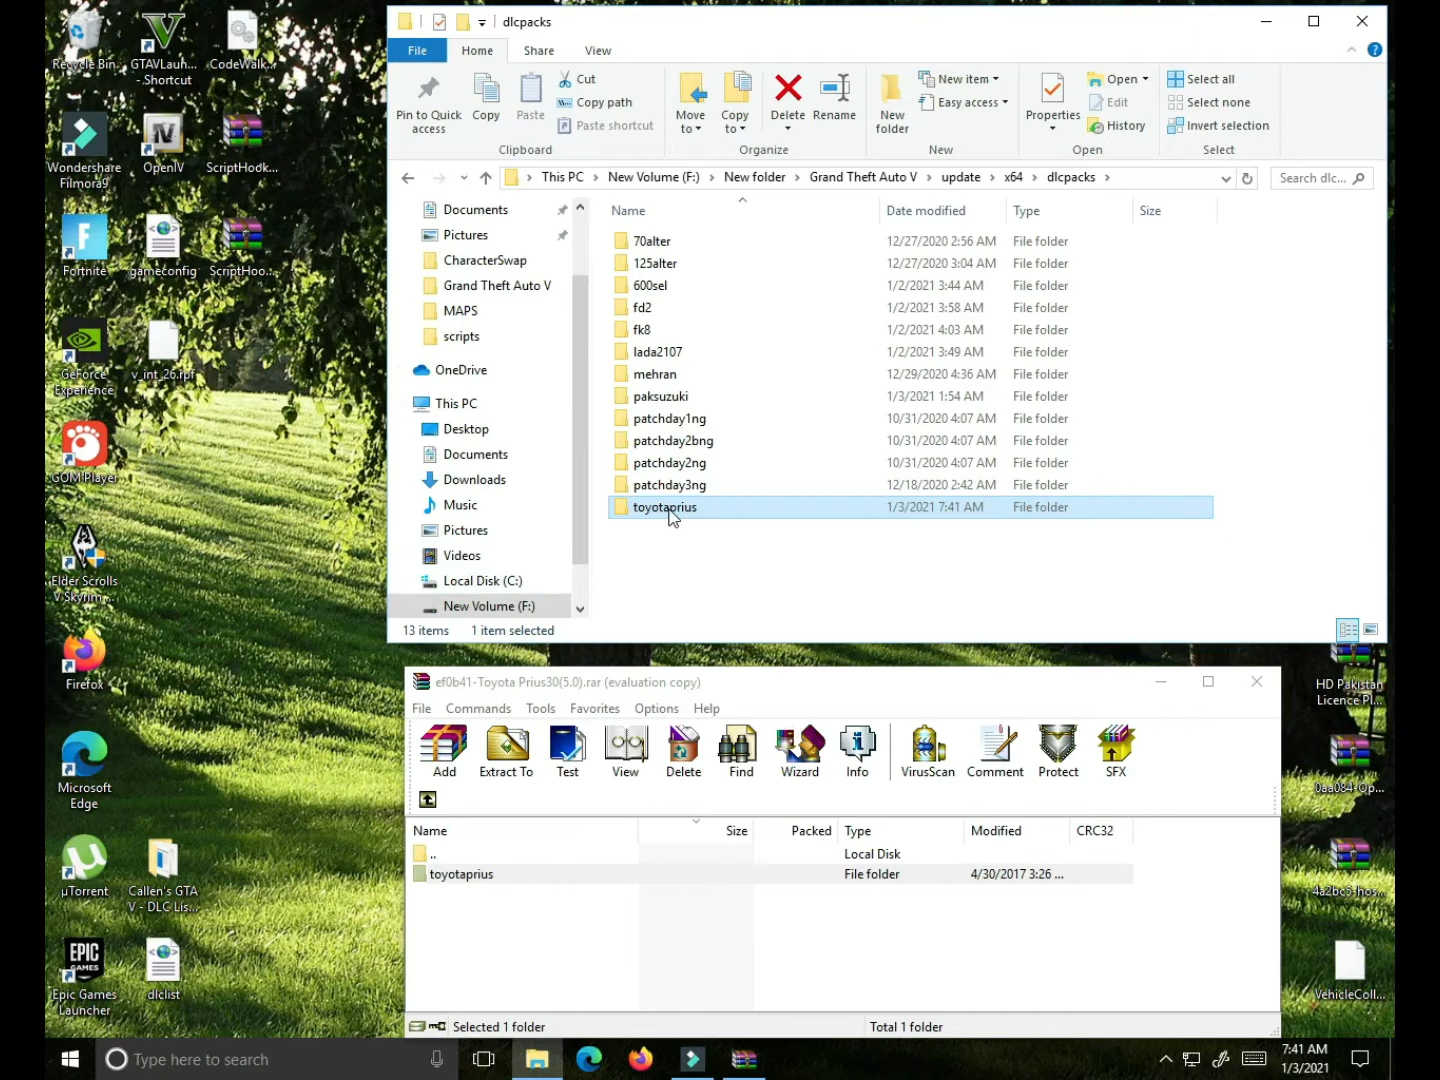 dlcpacks
File
Home
Share
View
Pin to Quick
access
Copy
Paste
Cut
Copy path
Paste shortcut
Clipboard
Move
to
Copy
to
Delete
Rename
Organize
New
folder
New item
Easy access
New
Properties
Open
Edit
History
Open
Select all
Select none
Invert selection
Select
This PC > New Volume (F:) > New folder > Grand Theft Auto V > update > x64 > dlcpacks >
Search dlc...
Documents
Pictures
CharacterSwap
Grand Theft Auto V
MAPS
scripts
OneDrive
This PC
Desktop
Documents
Downloads
Music
Pictures
Videos
Local Disk (C:)
New Volume (F:)
Name Date modified Type Size
70alter 12/27/2020 2:56 AM File folder
125alter 12/27/2020 3:04 AM File folder
600sel 1/2/2021 3:44 AM File folder
fd2 1/2/2021 3:58 AM File folder
fk8 1/2/2021 4:03 AM File folder
lada2107 1/2/2021 3:49 AM File folder
mehran 12/29/2020 4:36 AM File folder
paksuzuki 1/3/2021 1:54 AM File folder
patchday1ng 10/31/2020 4:07 AM File folder
patchday2bng 10/31/2020 4:07 AM File folder
patchday2ng 10/31/2020 4:07 AM File folder
patchday3ng 12/18/2020 2:42 AM File folder
toyotaprius 1/3/2021 7:41 AM File folder
13 items 1 item selected
ef0b41-Toyota Prius30(5.0).rar (evaluation copy)
File Commands Tools Favorites Options Help
Add Extract To Test View Delete Find Wizard Info VirusScan Comment Protect SFX
Name Size Packed Type Modified CRC32
.. Local Disk
toyotaprius File folder 4/30/2017 3:26 ...
Selected 1 folder Total 1 folder
Recycle Bin
GTAVLauh...
- Shortcut
CodeWalk...
Wondershare
Filmora9
OpenIV
ScriptHookV...
Fortnite
gameconfig
ScriptHoo...
GeForce
Experience
v_int_26.rpf
GOM Player
Elder Scrolls
V Skyrim...
Firefox
Microsoft
Edge
µTorrent
Callen's GTA
V - DLC Lis...
EPIC
GAMES
Epic Games
Launcher
dlclist
HD Pakistan
Licence Pl...
0aa084-Op...
4a2bc5-hos...
VehicleColl...
Type here to search
7:41 AM
1/3/2021